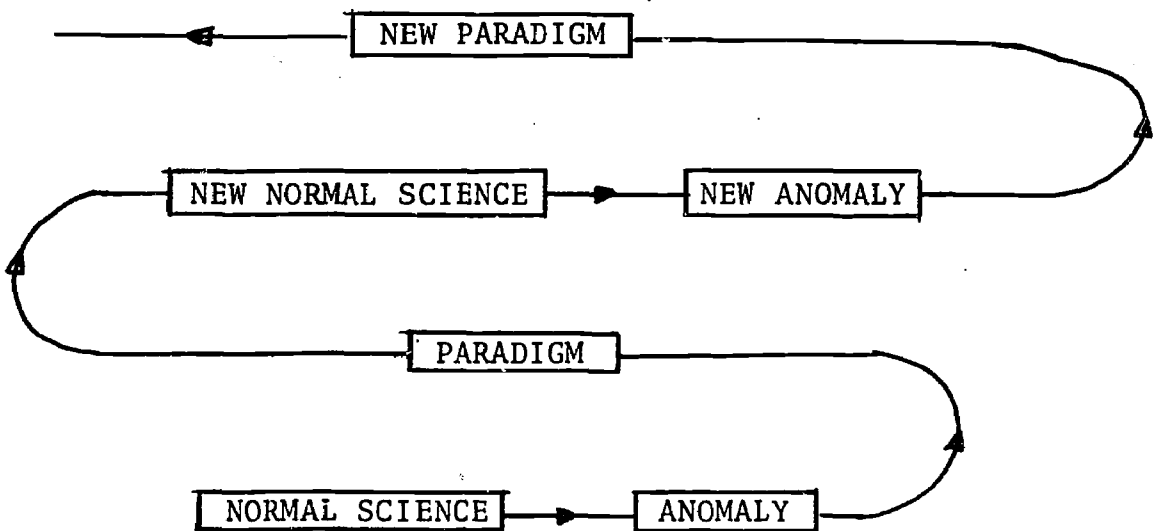 NEW PARADIGM
NEW NORMAL SCIENCE
NEW ANOMALY
PARADIGM
NORMAL SCIENCE
ANOMALY